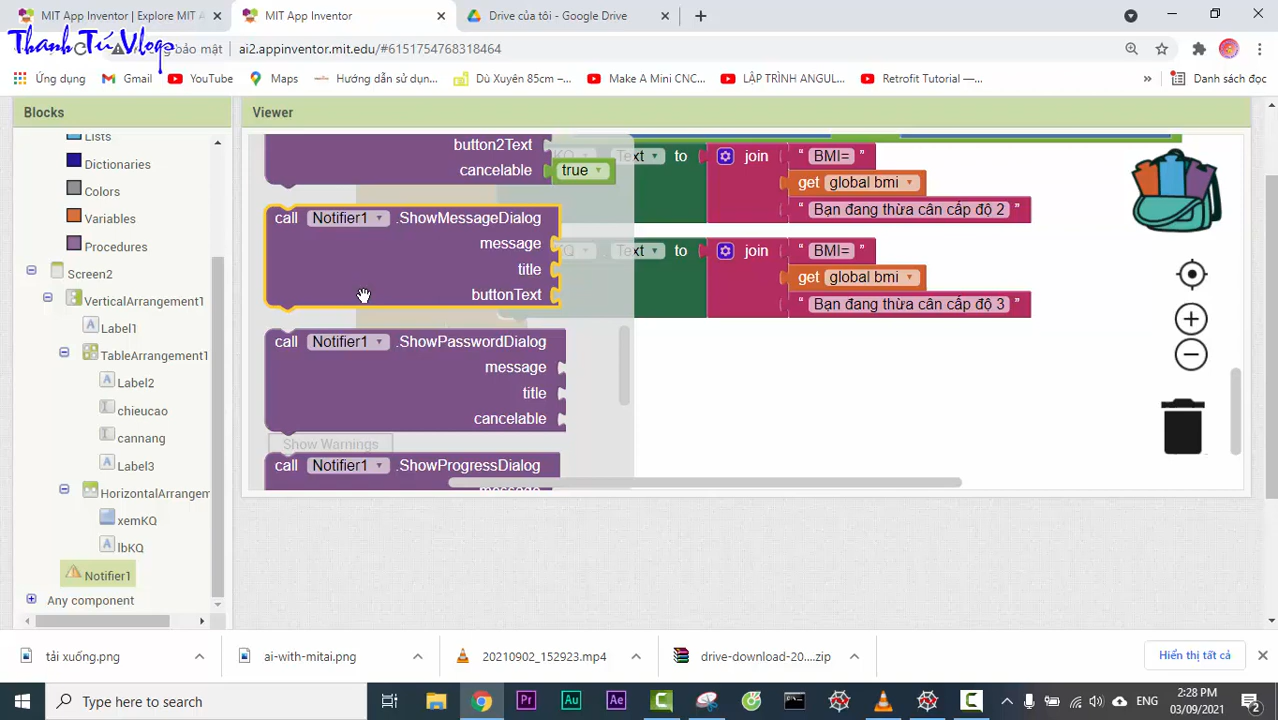 MIT App Inventor | Explore MIT A
MIT App Inventor
Drive của tôi - Google Drive
Thanh Tú Vlogs
bảo mật
ai2.appinventor.mit.edu/#6151754768318464
Ứng dụng
Gmail
YouTube
Maps
Hướng dẫn sử dụn...
Dù Xuyên 85cm –...
Make A Mini CNC...
LẬP TRÌNH ANGUL...
Retrofit Tutorial —...
»
Danh sách đọc
Blocks
Viewer
Lists
Dictionaries
Colors
Variables
Procedures
Screen2
VerticalArrangement1
Label1
TableArrangement1
Label2
chieucao
cannang
Label3
HorizontalArrangem
xemKQ
lbKQ
Notifier1
Any component
button2Text
cancelable true
call Notifier1 .ShowMessageDialog
message
title
buttonText
call Notifier1 .ShowPasswordDialog
message
title
cancelable
Show Warnings
call Notifier1 .ShowProgressDialog
KQ Text to join " BMI= "
get global bmi
" Bạn đang thừa cân cấp độ 2 "
KQ Text to join " BMI= "
get global bmi
" Bạn đang thừa cân cấp độ 3 "
tải xuống.png
ai-with-mitai.png
20210902_152923.mp4
drive-download-20....zip
Hiển thị tất cả
Type here to search
Pr
Au
Ae
ENG
2:28 PM
03/09/2021
2